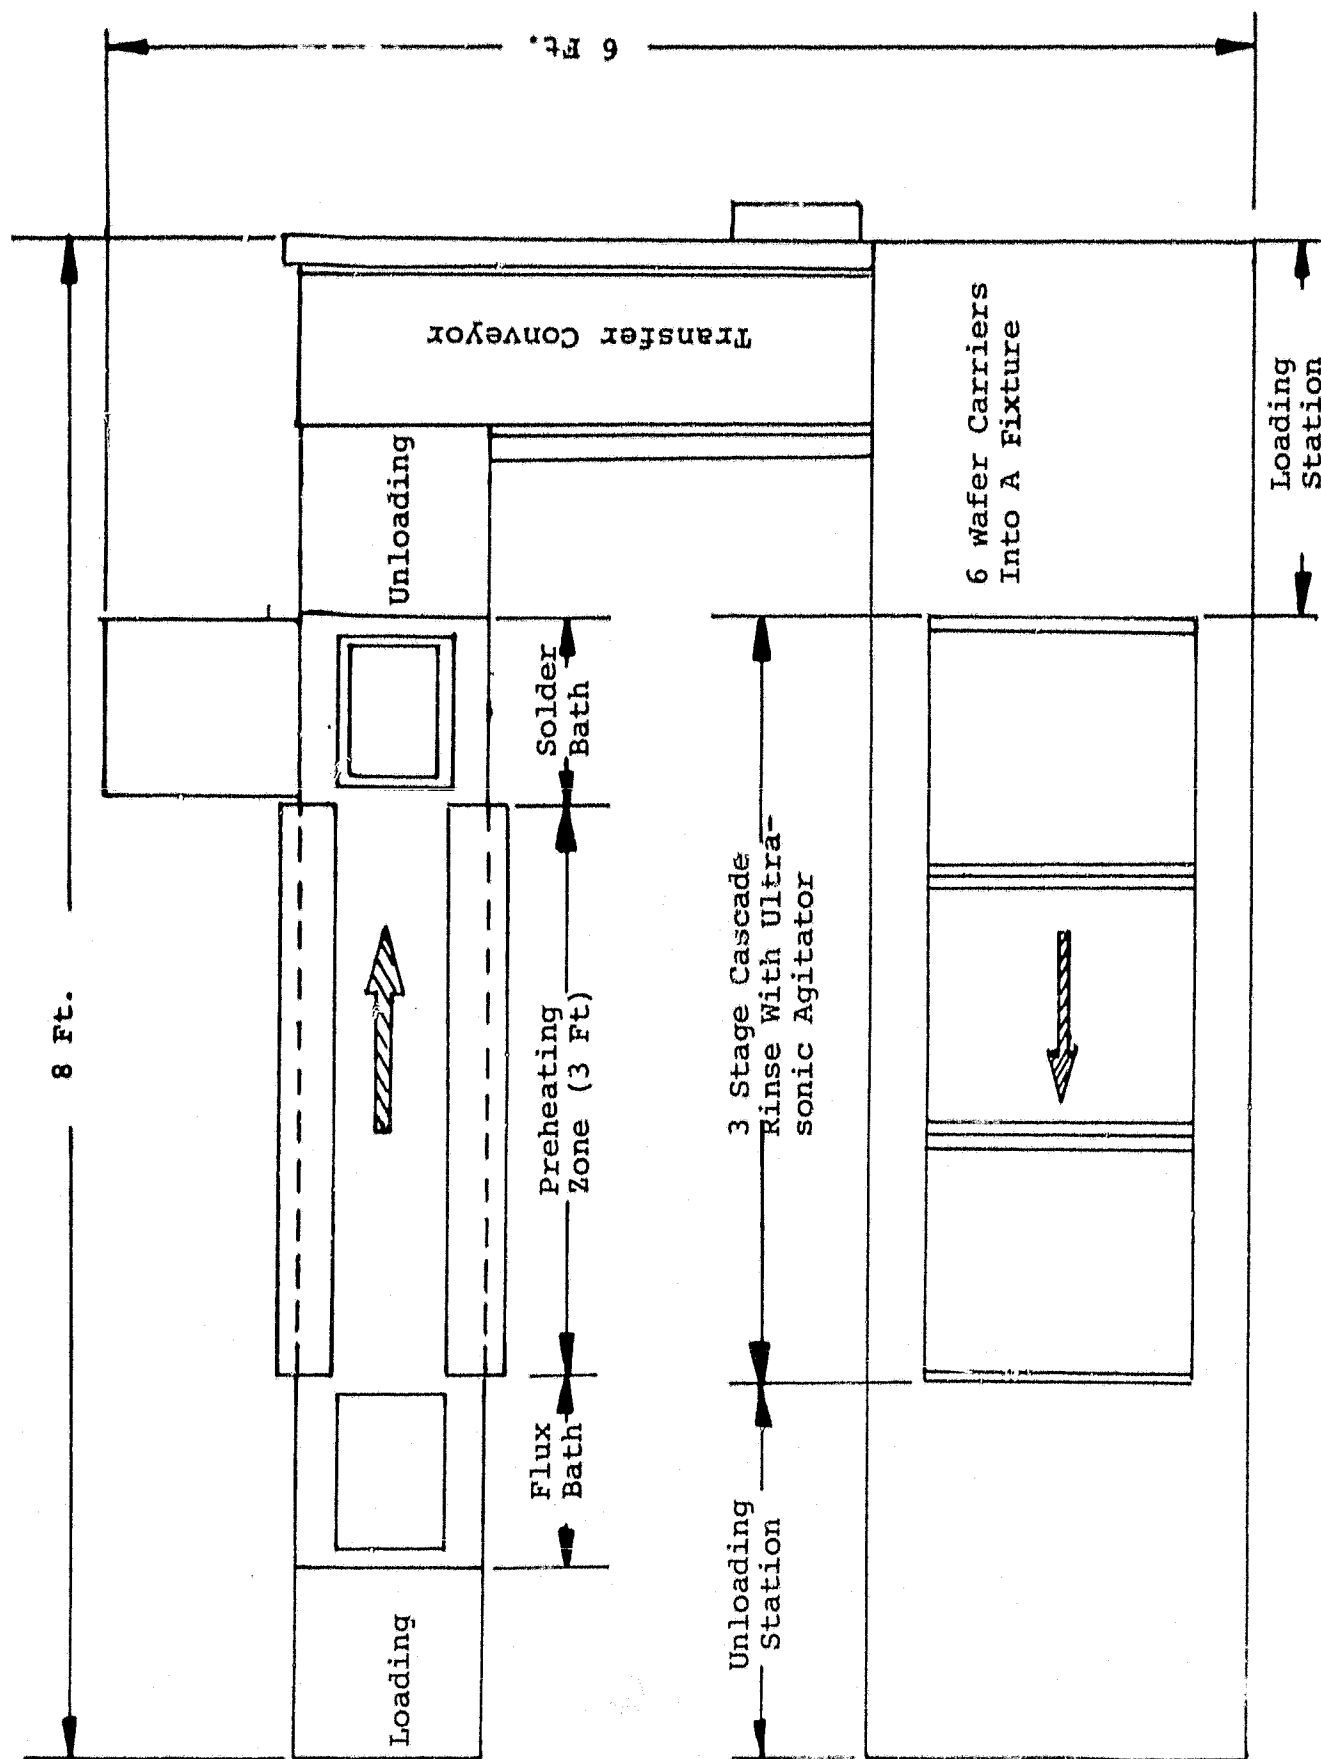 8 Ft.
6 Ft.
Loading
Flux
Bath
Preheating
Zone (3 Ft)
Solder
Bath
Unloading
Transfer Conveyor
Unloading
Station
3 Stage Cascade
Rinse With Ultra-
sonic Agitator
6 Wafer Carriers
Into A Fixture
Loading
Station